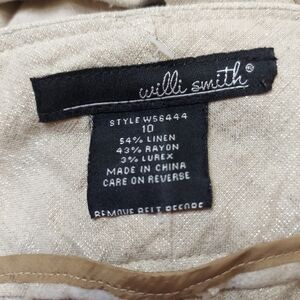 willi smith®
STYLE W56444
10
54% LINEN
43% RAYON
3% LUREX
MADE IN CHINA
CARE ON REVERSE
REMOVE BELT BEFORE